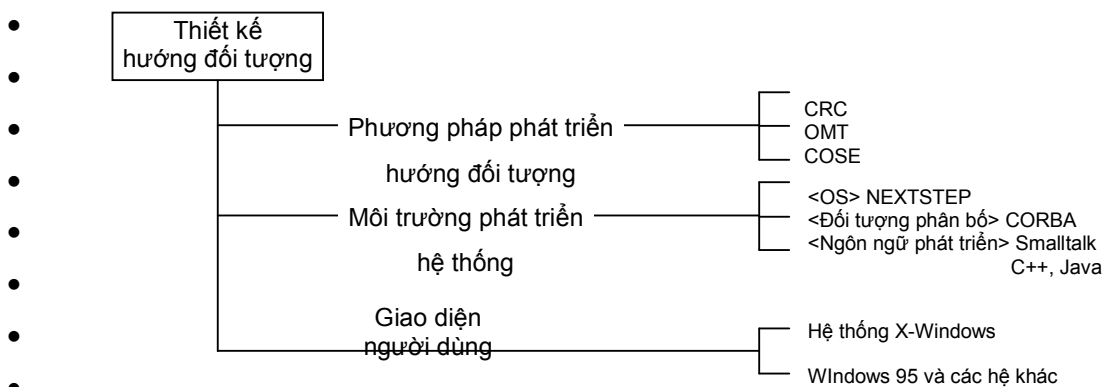 Thiết kế
hướng đối tượng
Phương pháp phát triển
hướng đối tượng
CRC
OMT
COSE
Môi trường phát triển
hệ thống
<OS> NEXTSTEP
<Đối tượng phân bố> CORBA
<Ngôn ngữ phát triển> Smalltalk
C++, Java
Giao diện
người dùng
Hệ thống X-Windows
WIndows 95 và các hệ khác